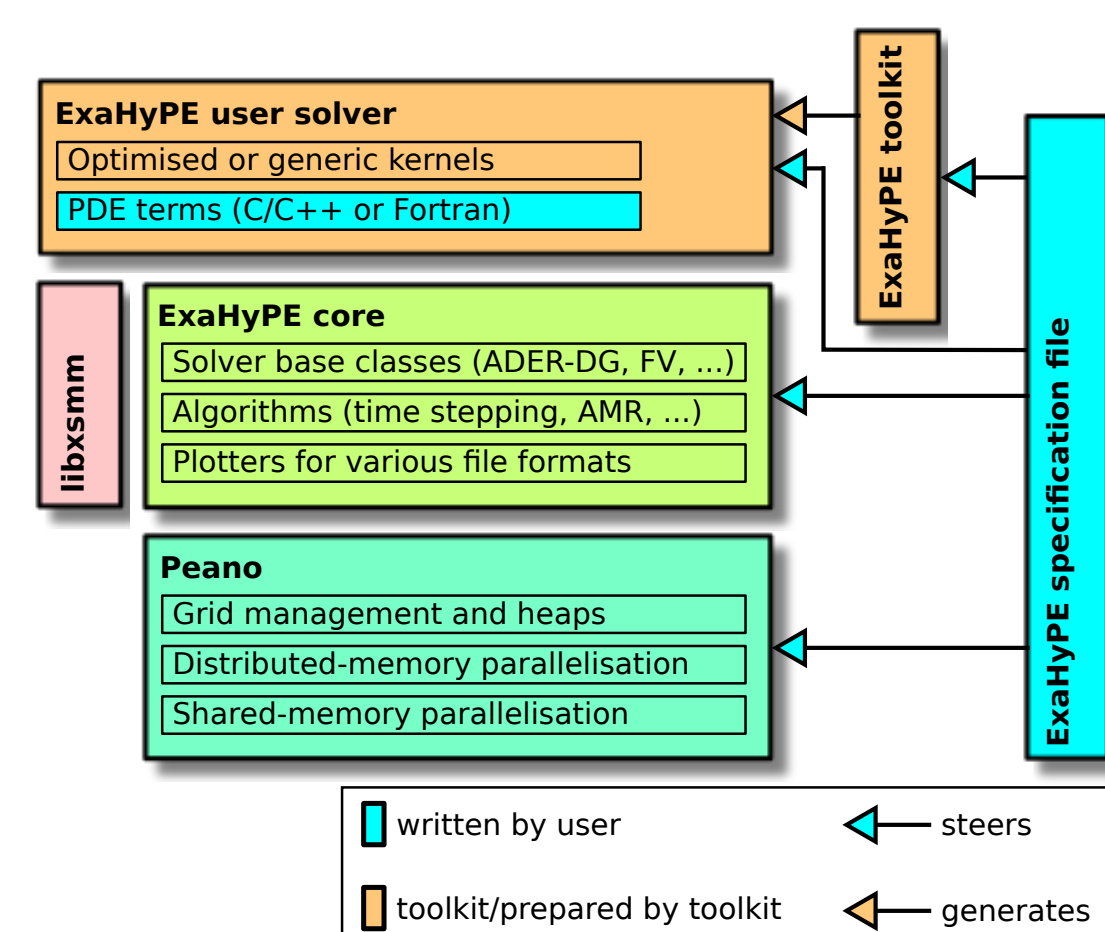 ExaHyPE toolkit
ExaHyPE user solver
Optimised or generic kernels
PDE terms (C/C++ or Fortran)
libxsmm
ExaHyPE core
Solver base classes (ADER-DG, FV, ...)
Algorithms (time stepping, AMR, ...)
Plotters for various file formats
ExaHyPE specification file
Peano
Grid management and heaps
Distributed-memory parallelisation
Shared-memory parallelisation
written by user
steers
toolkit/prepared by toolkit
generates